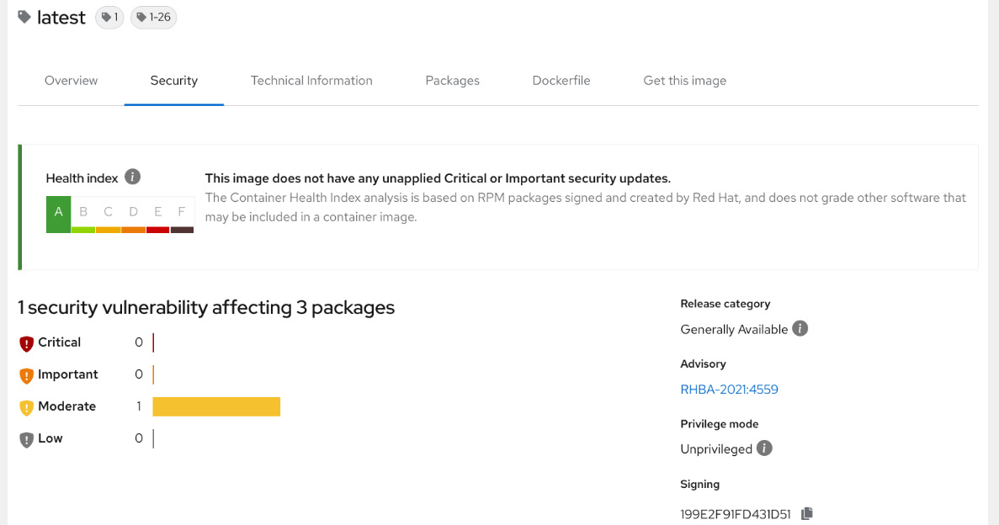 latest 1 1-26
Overview Security Technical Information Packages Dockerfile Get this image
Health index
A B C D E F
This image does not have any unapplied Critical or Important security updates.
The Container Health Index analysis is based on RPM packages signed and created by Red Hat, and does not grade other software that
may be included in a container image.
1 security vulnerability affecting 3 packages
Critical 0
Important 0
Moderate 1
Low 0
Release category
Generally Available
Advisory
RHBA-2021:4559
Privilege mode
Unprivileged
Signing
199E2F91FD431D51